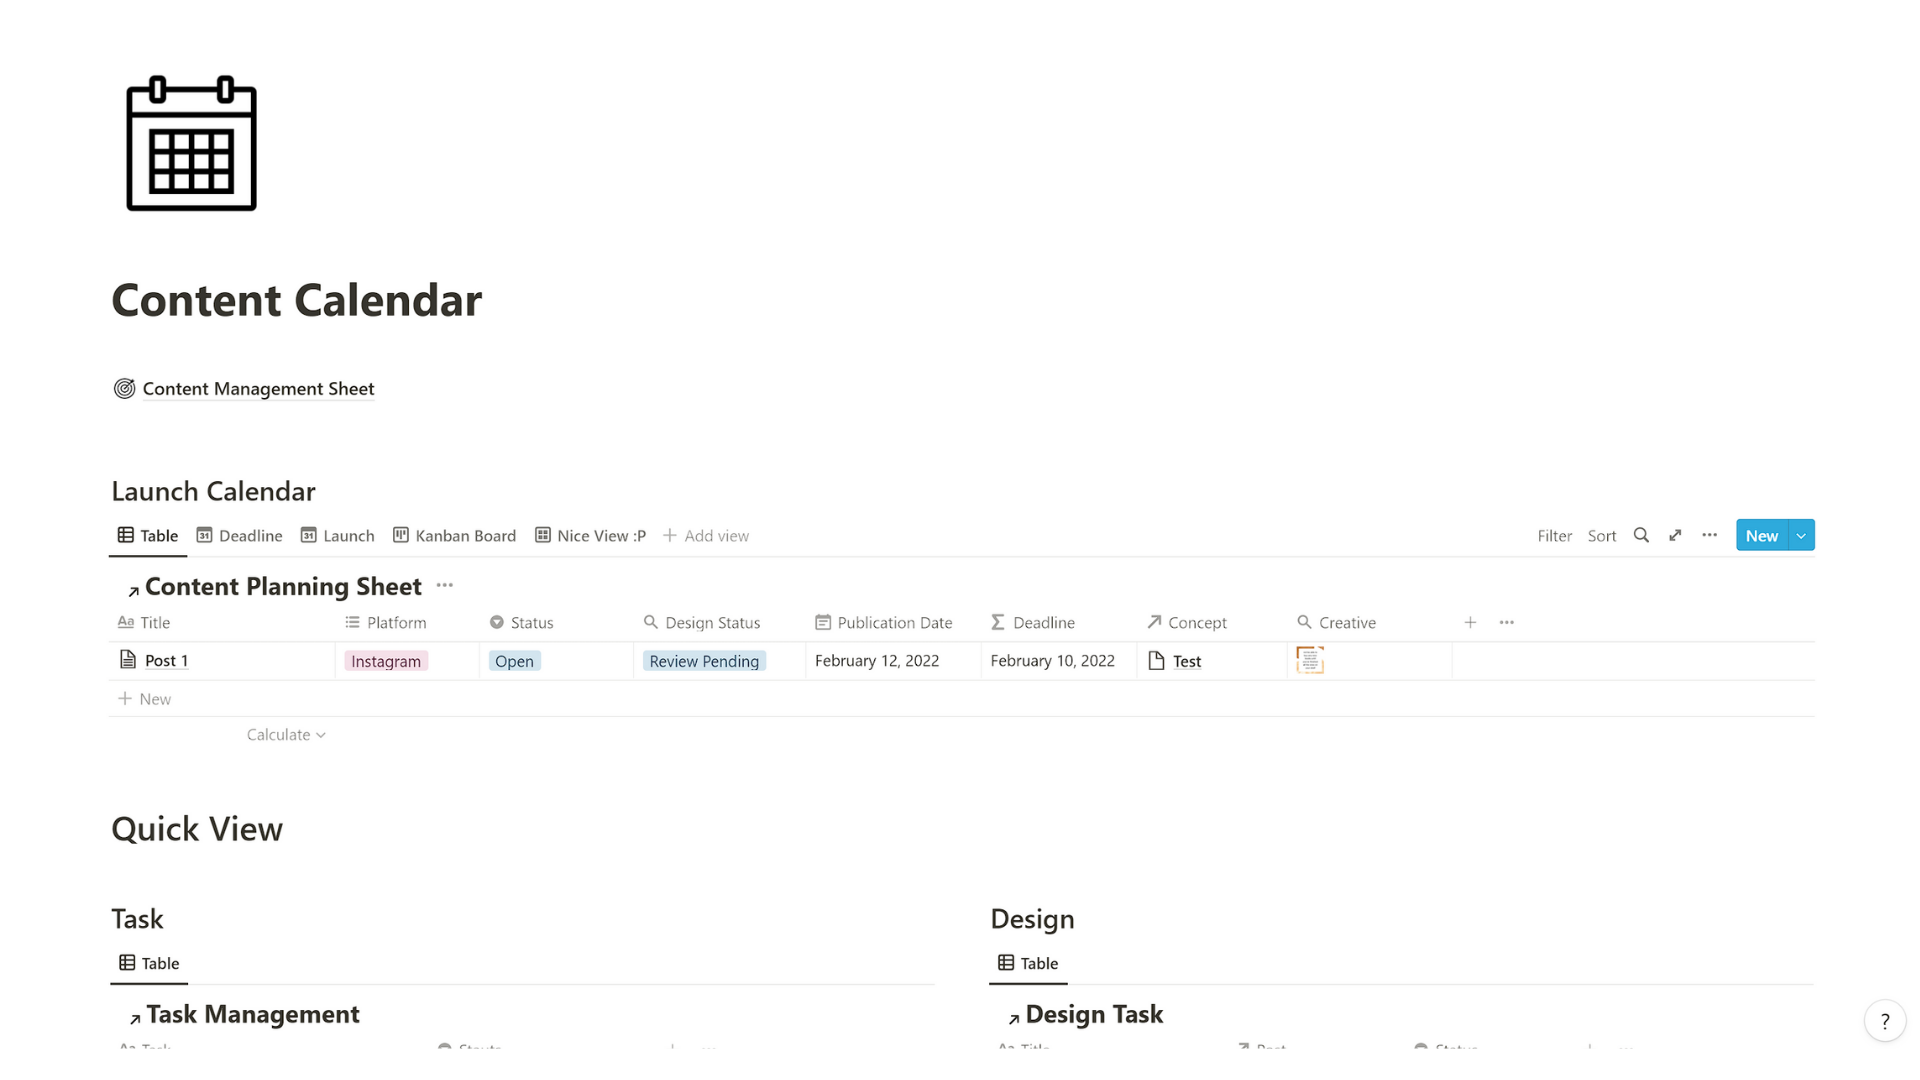 Content Calendar
Content Management Sheet
Launch Calendar
Table Deadline Launch Kanban Board Nice View :P + Add view Filter Sort New
Content Planning Sheet
Aa Title Platform Status Design Status Publication Date Deadline Concept Creative
Post 1 Instagram Open Review Pending February 12, 2022 February 10, 2022 Test
+ New
Calculate
Quick View
Task Design
Table Table
Task Management Design Task
?